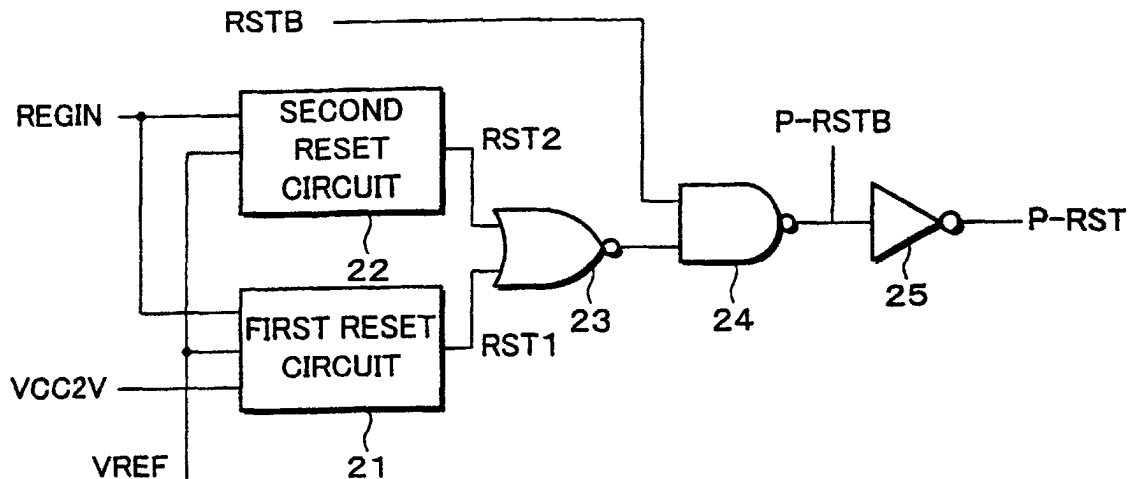 RSTB
REGIN
SECOND
RESET
CIRCUIT
RST2
P-RSTB
P-RST
22
23
24
25
FIRST RESET
CIRCUIT
RST1
VCC2V
VREF
21